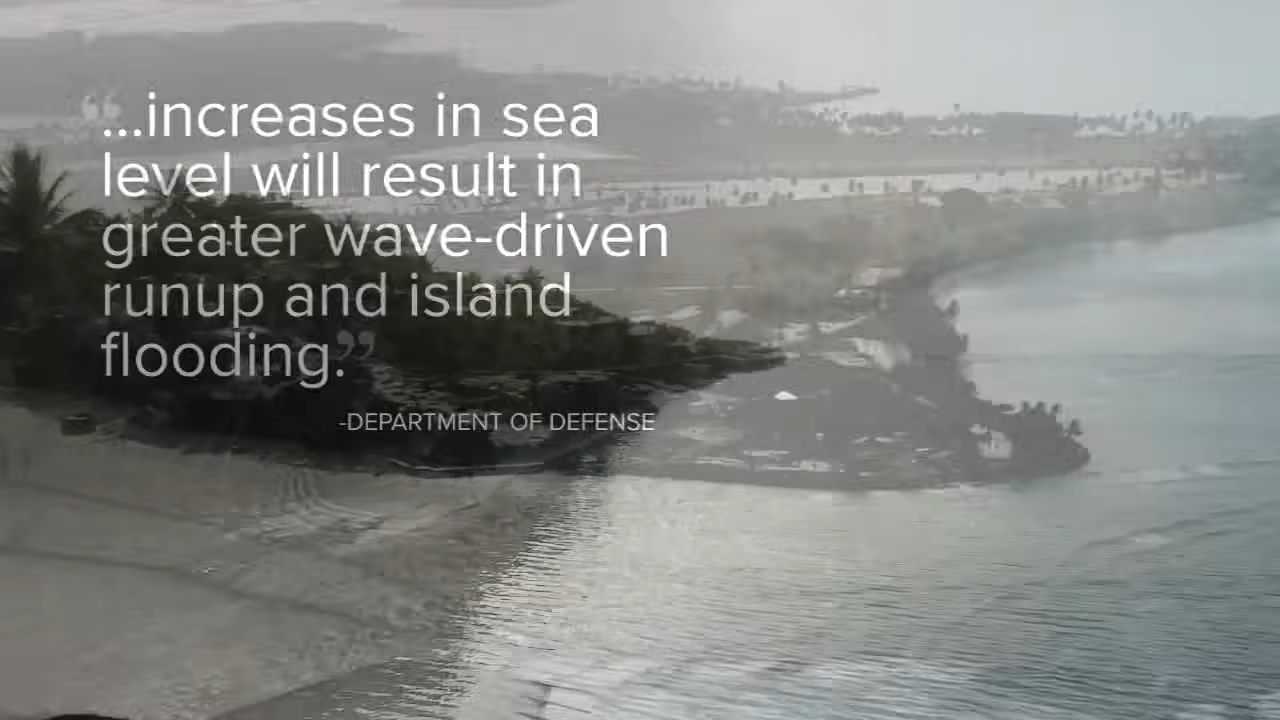 “...increases in sea
level will result in
greater wave-driven
runup and island
flooding.”
-DEPARTMENT OF DEFENSE